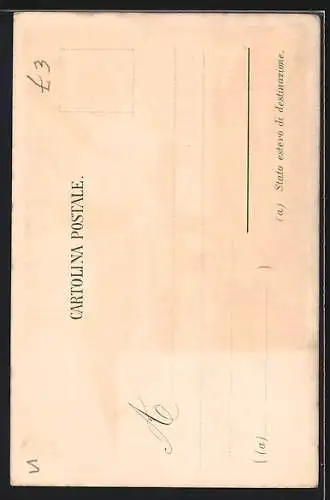 £3
CARTOLINA POSTALE.
A
((a) )
(a) Stato estero di destinazione.